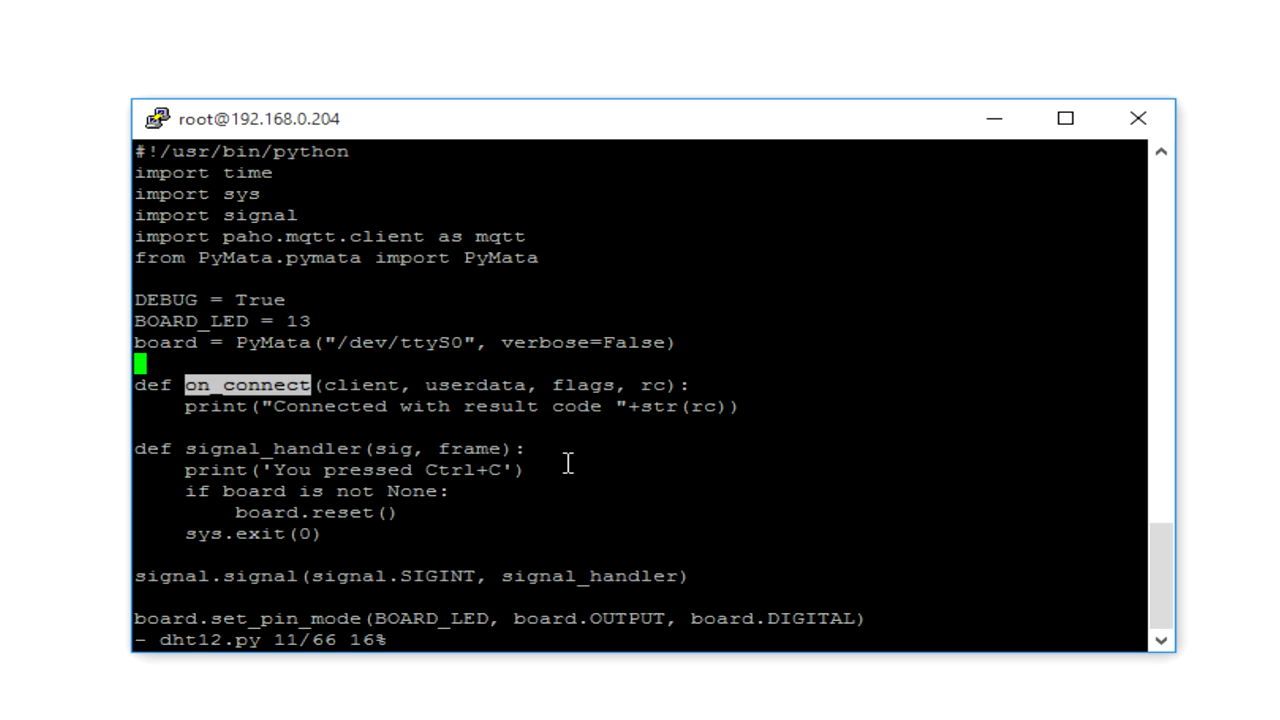 root@192.168.0.204
#!/usr/bin/python
import time
import sys
import signal
import paho.mqtt.client as mqtt
from PyMata.pymata import PyMata
DEBUG = True
BOARD_LED = 13
board = PyMata("/dev/ttyS0", verbose=False)
def on_connect(client, userdata, flags, rc):
    print("Connected with result code "+str(rc))
def signal_handler(sig, frame):
    print('You pressed Ctrl+C')
    if board is not None:
        board.reset()
    sys.exit(0)
signal.signal(signal.SIGINT, signal_handler)
board.set_pin_mode(BOARD_LED, board.OUTPUT, board.DIGITAL)
- dht12.py 11/66 16%